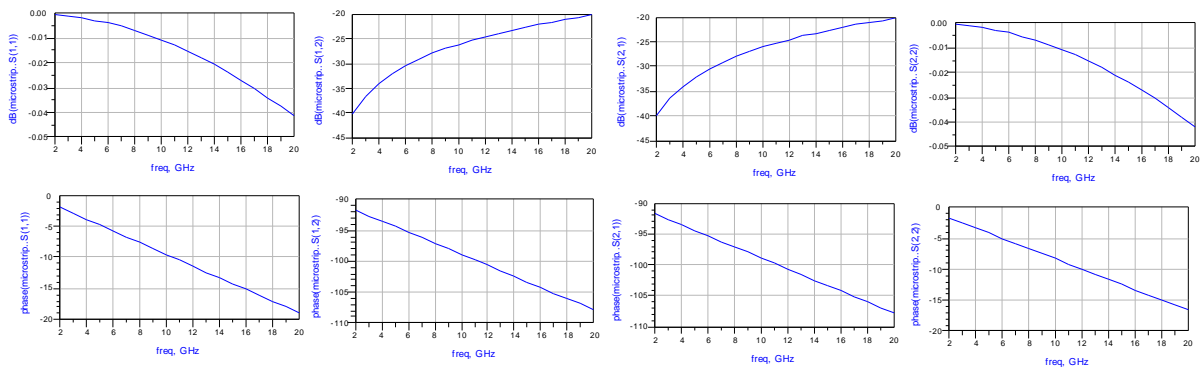 dB(microstrip..S(1,1))
0.00
-0.01
-0.02
-0.03
-0.04
-0.05
2 4 6 8 10 12 14 16 18 20
freq, GHz
dB(microstrip..S(1,2))
-20
-25
-30
-35
-40
-45
2 4 6 8 10 12 14 16 18 20
freq, GHz
dB(microstrip..S(2,1))
-20
-25
-30
-35
-40
-45
2 4 6 8 10 12 14 16 18 20
freq, GHz
dB(microstrip..S(2,2))
0.00
-0.01
-0.02
-0.03
-0.04
-0.05
2 4 6 8 10 12 14 16 18 20
freq, GHz
phase(microstrip..S(1,1))
0
-5
-10
-15
-20
2 4 6 8 10 12 14 16 18 20
freq, GHz
phase(microstrip..S(1,2))
-90
-95
-100
-105
-110
2 4 6 8 10 12 14 16 18 20
freq, GHz
phase(microstrip..S(2,1))
-90
-95
-100
-105
-110
2 4 6 8 10 12 14 16 18 20
freq, GHz
phase(microstrip..S(2,2))
0
-5
-10
-15
-20
2 4 6 8 10 12 14 16 18 20
freq, GHz